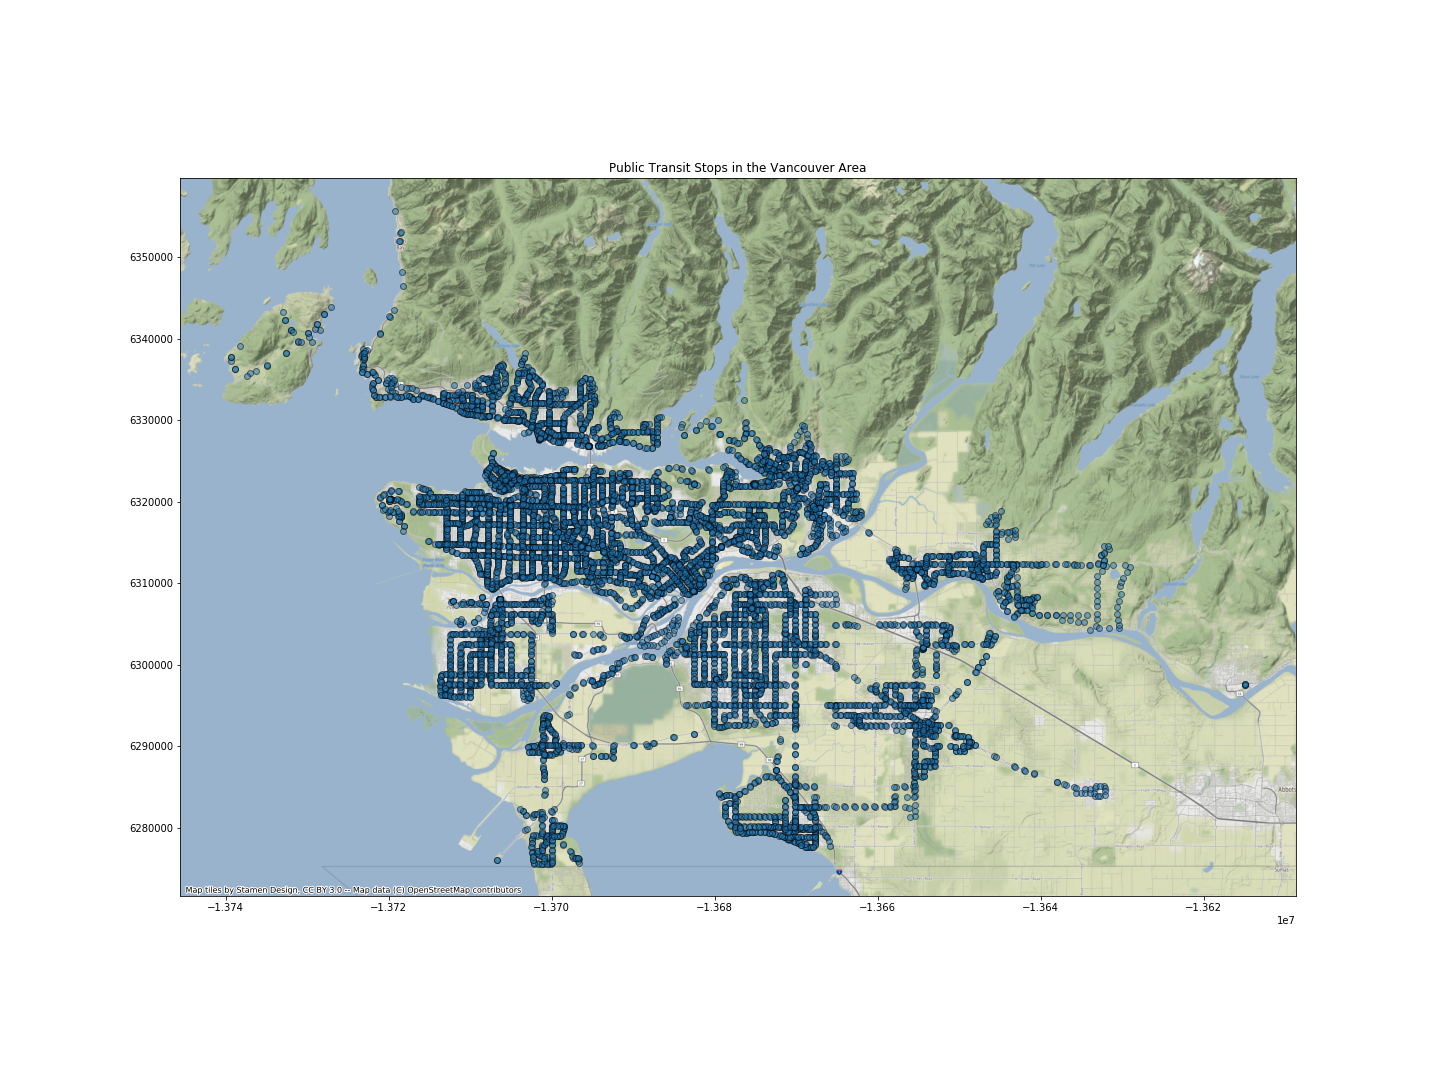 Public Transit Stops in the Vancouver Area
6350000
6340000
6330000
6320000
6310000
6300000
6290000
6280000
Abbots
Map tiles by Stamen Design, CC BY 3.0 -- Map data (C) OpenStreetMap contributors
−1.374 −1.372 −1.370 −1.368 −1.366 −1.364 −1.362
1e7